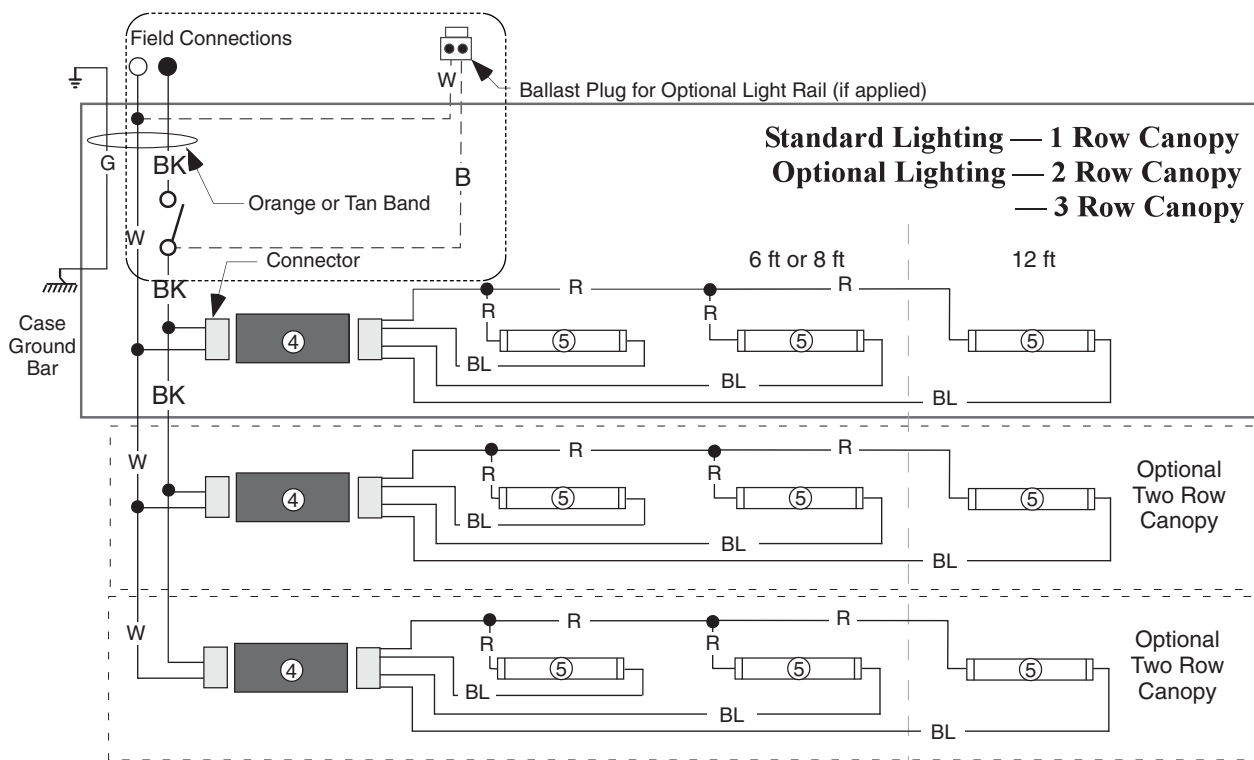 Field Connections
W
Ballast Plug for Optional Light Rail (if applied)
Standard Lighting — 1 Row Canopy
Optional Lighting — 2 Row Canopy
— 3 Row Canopy
G
BK
B
Orange or Tan Band
W
Connector
6 ft or 8 ft
12 ft
BK
R
R
R
R
Case
Ground
Bar
4
5
5
5
BL
BL
BL
BK
W
R
R
R
R
Optional
Two Row
Canopy
4
5
5
5
BL
BL
BL
W
R
R
R
R
Optional
Two Row
Canopy
4
5
5
5
BL
BL
BL